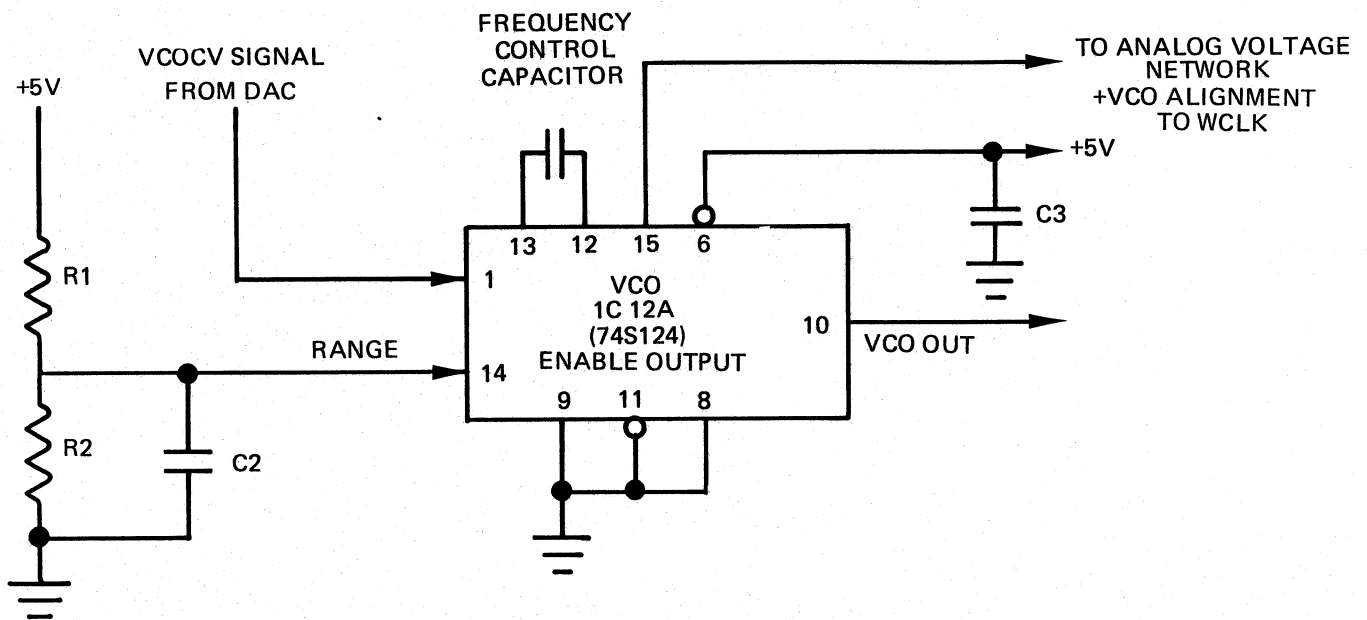 FREQUENCY
CONTROL
CAPACITOR
VCOCV SIGNAL
FROM DAC
+5V
TO ANALOG VOLTAGE
NETWORK
+VCO ALIGNMENT
TO WCLK
+5V
C3
13 12 15 6
R1
1
VCO
1C 12A
(74S124)
ENABLE OUTPUT
10
VCO OUT
RANGE
14
9 11 8
R2
C2